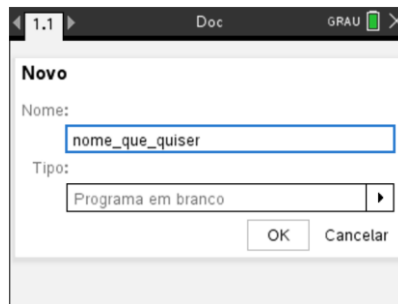 1.1 Doc GRAU
Novo
Nome:
nome_que_quiser
Tipo:
Programa em branco
OK Cancelar